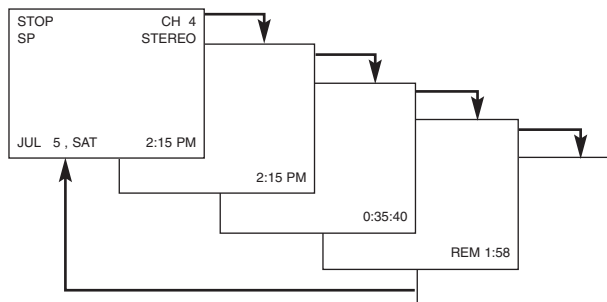 STOP CH 4
SP STEREO
JUL 5 , SAT 2:15 PM
2:15 PM
0:35:40
REM 1:58